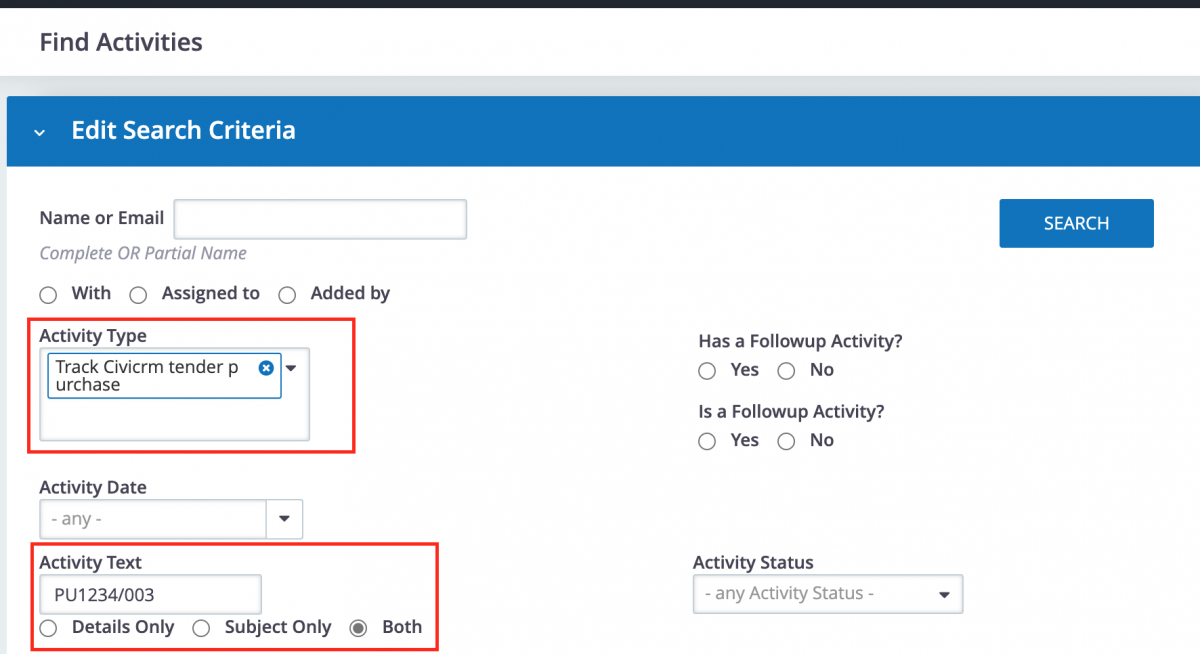 Find Activities
Edit Search Criteria
Name or Email
SEARCH
Complete OR Partial Name
With Assigned to Added by
Activity Type
Track Civicrm tender p
urchase
Has a Followup Activity?
Yes No
Is a Followup Activity?
Yes No
Activity Date
- any -
Activity Text
PU1234/003
Details Only Subject Only Both
Activity Status
- any Activity Status -